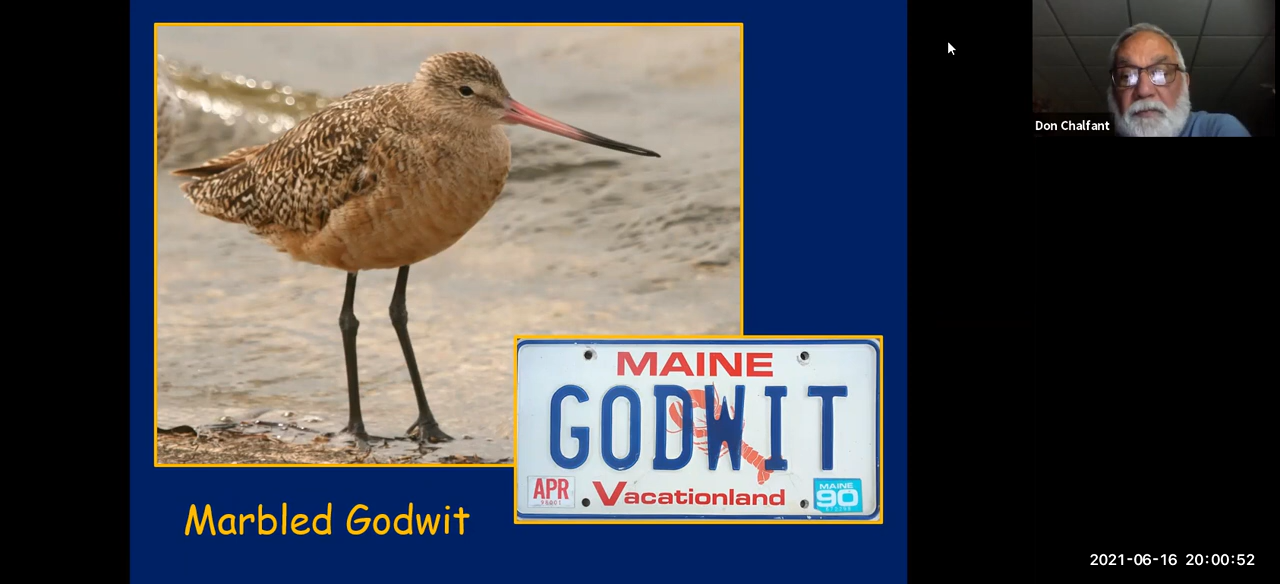 MAINE
GODWIT
APR
Vacationland
MAINE
90
Marbled Godwit
Don Chalfant
2021-06-16 20:00:52